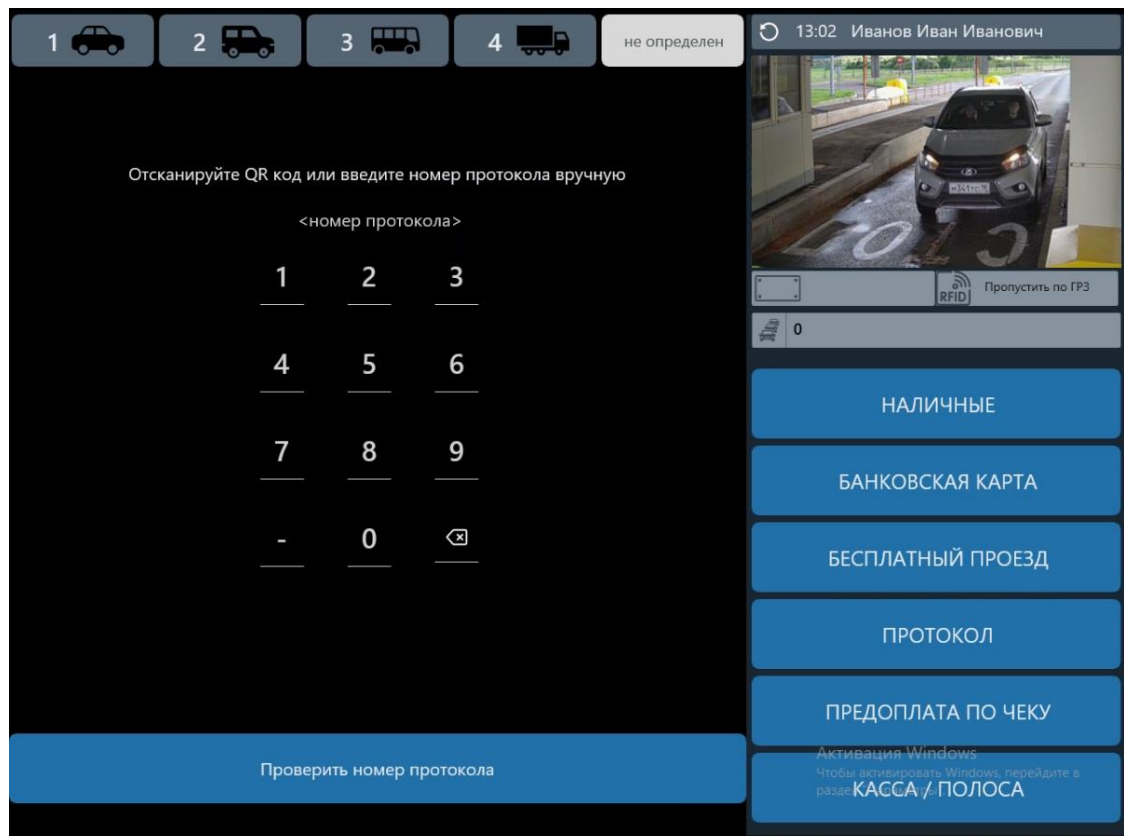 1
2
3
4
не определен
13:02 Иванов Иван Иванович
Отсканируйте QR код или введите номер протокола вручную
<номер протокола>
1 2 3
4 5 6
7 8 9
- 0
Проверить номер протокола
RFID
Пропустить по ГРЗ
0
НАЛИЧНЫЕ
БАНКОВСКАЯ КАРТА
БЕСПЛАТНЫЙ ПРОЕЗД
ПРОТОКОЛ
ПРЕДОПЛАТА ПО ЧЕКУ
Активация Windows
Чтобы активировать Windows, перейдите в
КАССА / ПОЛОСА